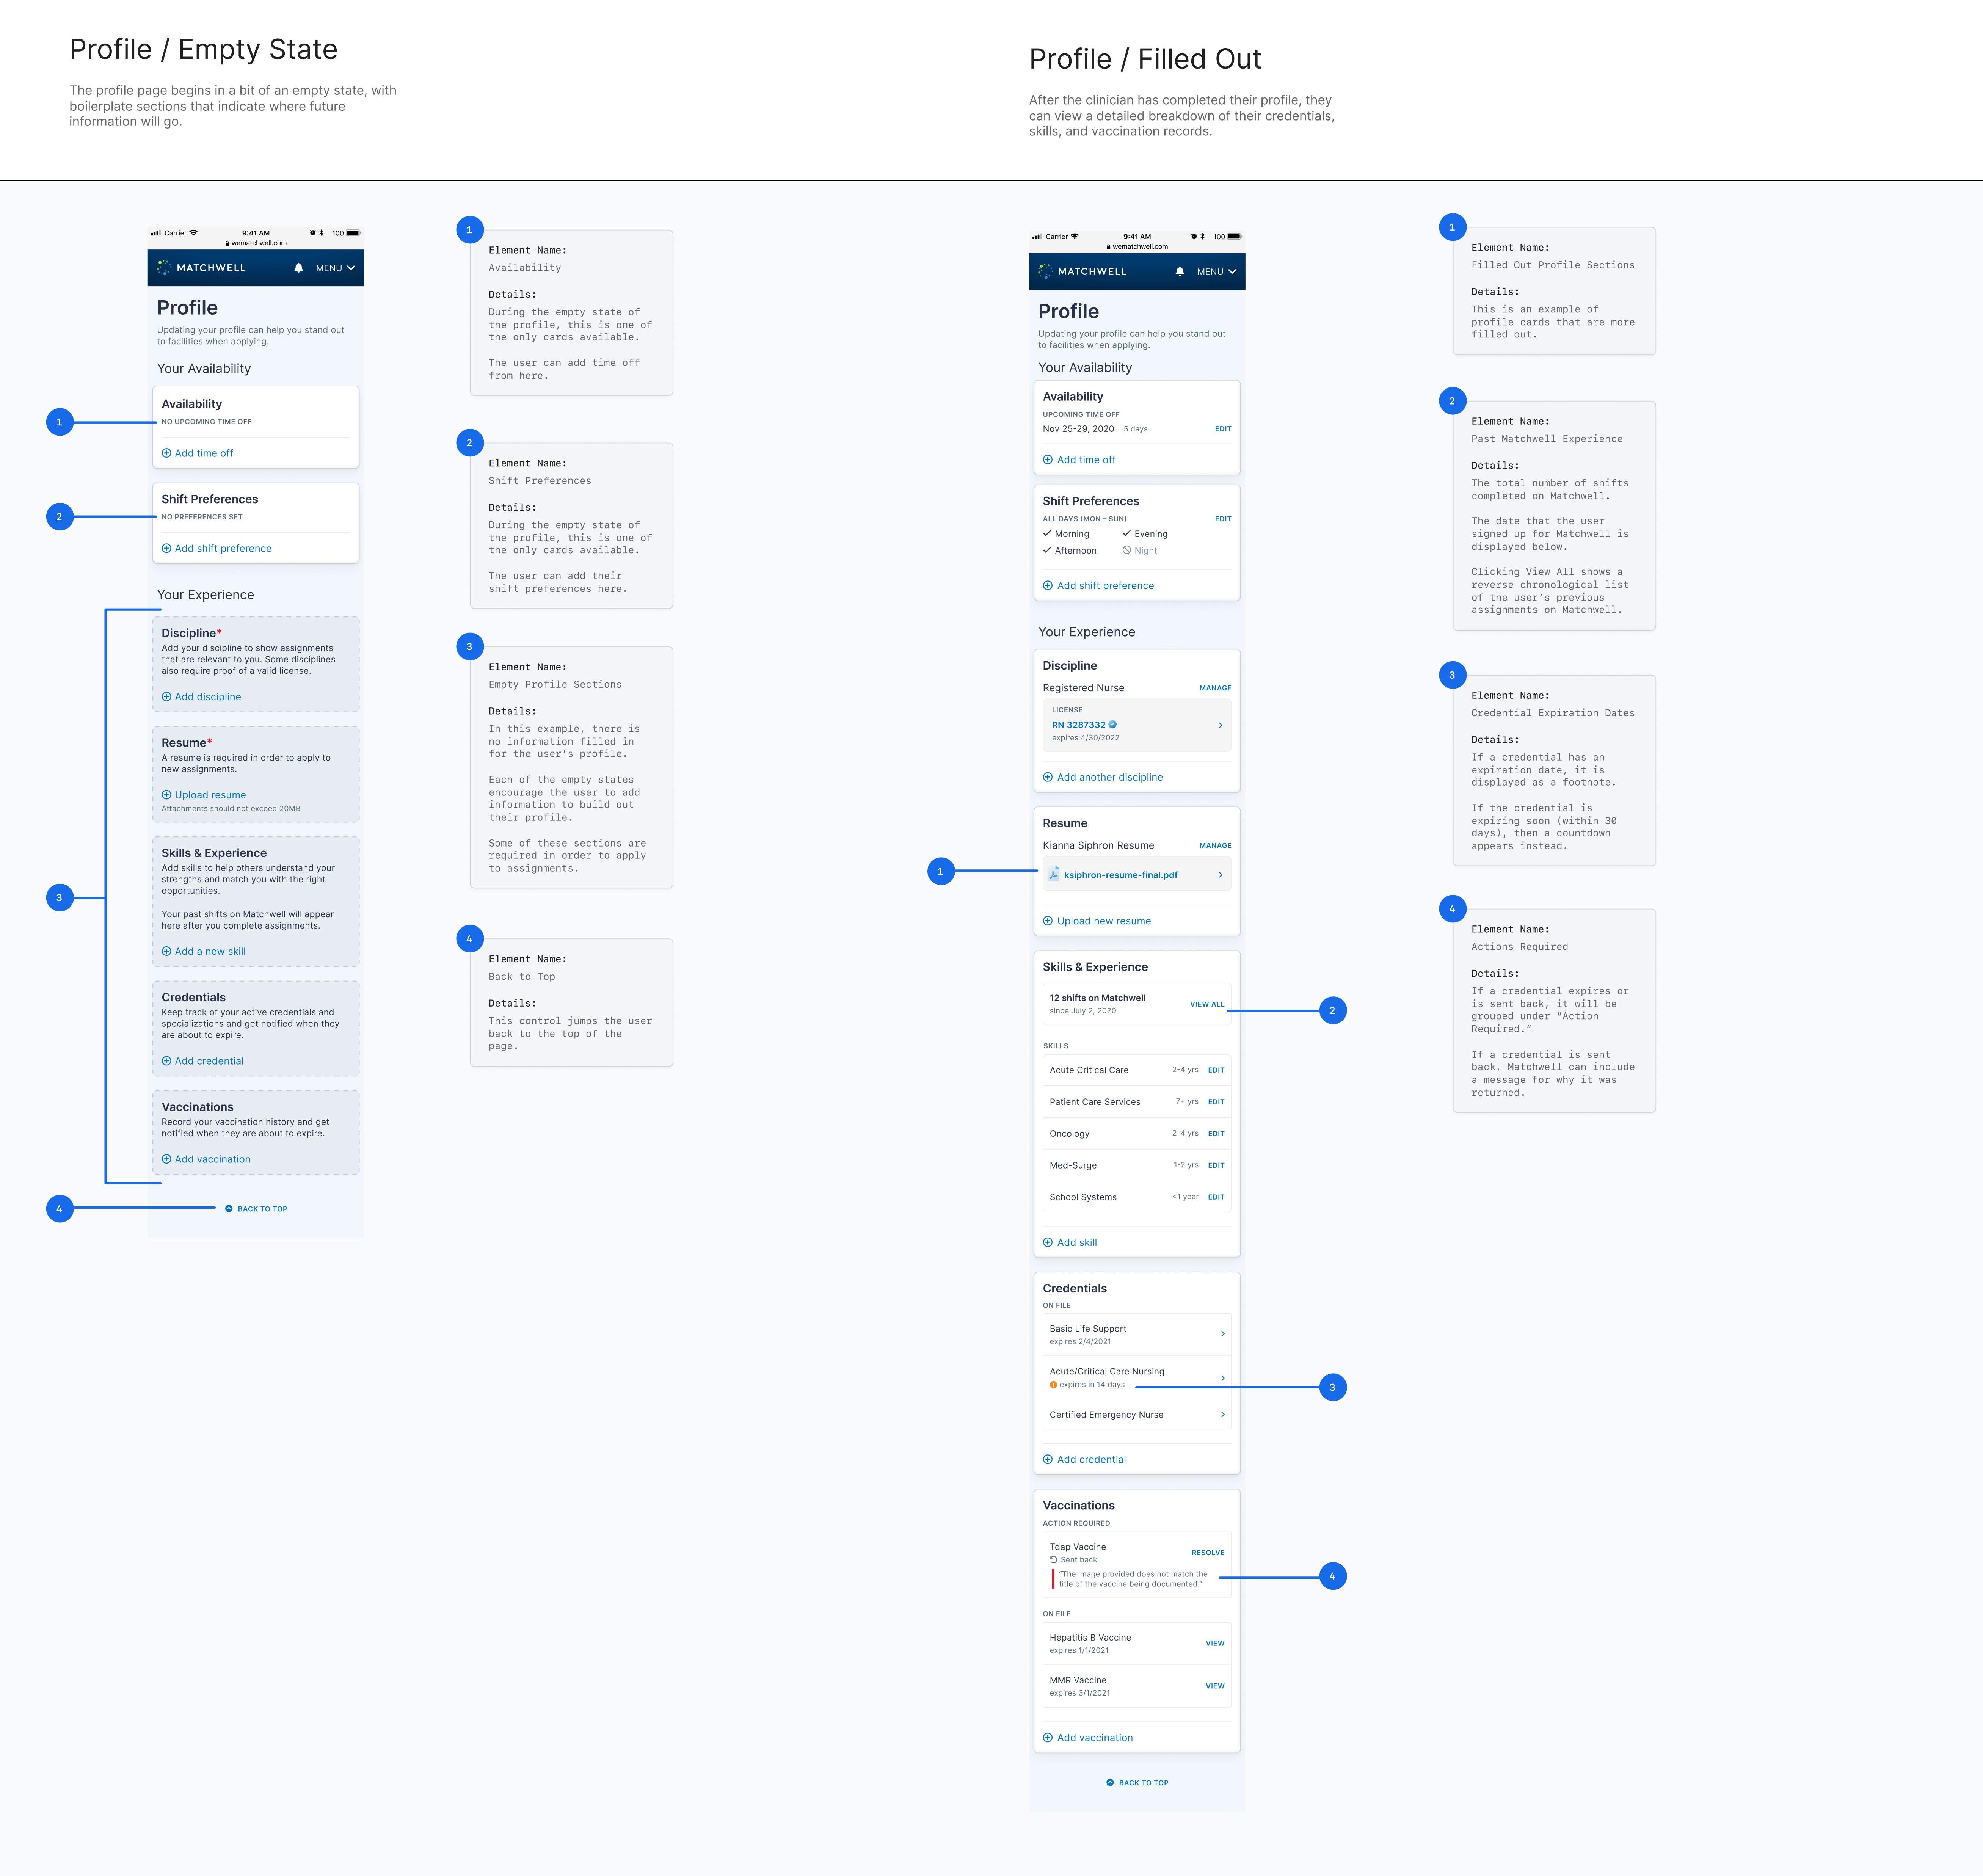 Profile / Empty State
The profile page begins in a bit of an empty state, with
boilerplate sections that indicate where future
information will go.
Profile / Filled Out
After the clinician has completed their profile, they
can view a detailed breakdown of their credentials,
skills, and vaccination records.
Carrier
9:41 AM
100
wematchwell.com
MATCHWELL
MENU
Profile
Updating your profile can help you stand out
to facilities when applying.
Your Availability
Availability
NO UPCOMING TIME OFF
Add time off
Shift Preferences
NO PREFERENCES SET
Add shift preference
Your Experience
Discipline*
Add your discipline to show assignments
that are relevant to you. Some disciplines
also require proof of a valid license.
Add discipline
Resume*
A resume is required in order to apply to
new assignments.
Upload resume
Attachments should not exceed 20MB
Skills & Experience
Add skills to help others understand your
strengths and match you with the right
opportunities.
Your past shifts on Matchwell will appear
here after you complete assignments.
Add a new skill
Credentials
Keep track of your active credentials and
specializations and get notified when they
are about to expire.
Add credential
Vaccinations
Record your vaccination history and get
notified when they are about to expire.
Add vaccination
BACK TO TOP
1
2
3
4
1
Element Name:
Availability
Details:
During the empty state of
the profile, this is one of
the only cards available.
The user can add time off
from here.
2
Element Name:
Shift Preferences
Details:
During the empty state of
the profile, this is one of
the only cards available.
The user can add their
shift preferences here.
3
Element Name:
Empty Profile Sections
Details:
In this example, there is
no information filled in
for the user's profile.
Each of the empty states
encourage the user to add
information to build out
their profile.
Some of these sections are
required in order to apply
to assignments.
4
Element Name:
Back to Top
Details:
This control jumps the user
back to the top of the
page.
Carrier
9:41 AM
100
wematchwell.com
MATCHWELL
MENU
Profile
Updating your profile can help you stand out
to facilities when applying.
Your Availability
Availability
UPCOMING TIME OFF
Nov 25-29, 2020 5 days EDIT
Add time off
Shift Preferences
ALL DAYS (MON – SUN) EDIT
Morning Evening
Afternoon Night
Add shift preference
Your Experience
Discipline
Registered Nurse MANAGE
LICENSE
RN 3287332
expires 4/30/2022
Add another discipline
Resume
Kianna Siphron Resume MANAGE
ksiphron-resume-final.pdf
Upload new resume
Skills & Experience
12 shifts on Matchwell VIEW ALL
since July 2, 2020
SKILLS
Acute Critical Care 2-4 yrs EDIT
Patient Care Services 7+ yrs EDIT
Oncology 2-4 yrs EDIT
Med-Surge 1-2 yrs EDIT
School Systems <1 year EDIT
Add skill
Credentials
ON FILE
Basic Life Support
expires 2/4/2021
Acute/Critical Care Nursing
expires in 14 days
Certified Emergency Nurse
Add credential
Vaccinations
ACTION REQUIRED
Tdap Vaccine RESOLVE
Sent back
"The image provided does not match the
title of the vaccine being documented."
ON FILE
Hepatitis B Vaccine VIEW
expires 1/1/2021
MMR Vaccine VIEW
expires 3/1/2021
Add vaccination
BACK TO TOP
1
2
3
4
1
Element Name:
Filled Out Profile Sections
Details:
This is an example of
profile cards that are more
filled out.
2
Element Name:
Past Matchwell Experience
Details:
The total number of shifts
completed on Matchwell.
The date that the user
signed up for Matchwell is
displayed below.
Clicking View All shows a
reverse chronological list
of the user's previous
assignments on Matchwell.
3
Element Name:
Credential Expiration Dates
Details:
If a credential has an
expiration date, it is
displayed as a footnote.
If the credential is
expiring soon (within 30
days), then a countdown
appears instead.
4
Element Name:
Actions Required
Details:
If a credential expires or
is sent back, it will be
grouped under "Action
Required."
If a credential is sent
back, Matchwell can include
a message for why it was
returned.